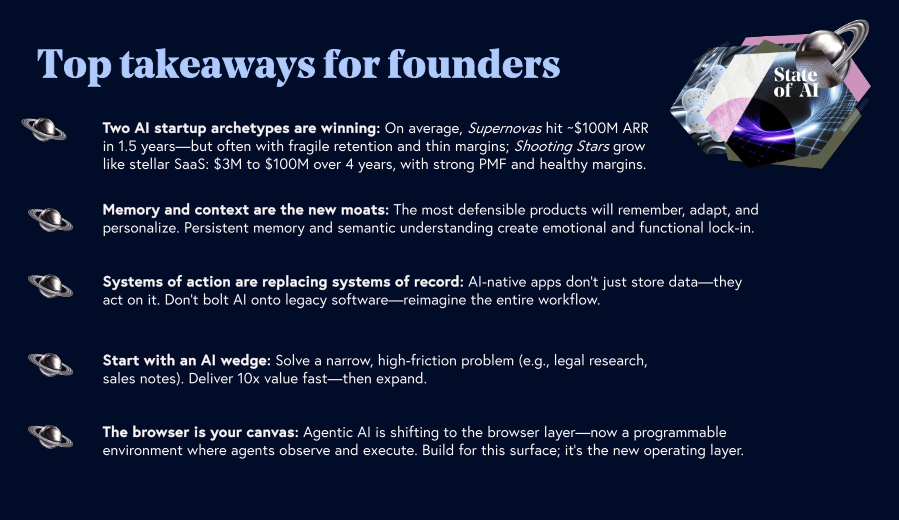 Top takeaways for founders
State
of AI
Two AI startup archetypes are winning: On average, Supernovas hit ~$100M ARR
in 1.5 years—but often with fragile retention and thin margins; Shooting Stars grow
like stellar SaaS: $3M to $100M over 4 years, with strong PMF and healthy margins.
Memory and context are the new moats: The most defensible products will remember, adapt, and
personalize. Persistent memory and semantic understanding create emotional and functional lock-in.
Systems of action are replacing systems of record: AI-native apps don't just store data—they
act on it. Don't bolt AI onto legacy software—reimagine the entire workflow.
Start with an AI wedge: Solve a narrow, high-friction problem (e.g., legal research,
sales notes). Deliver 10x value fast—then expand.
The browser is your canvas: Agentic AI is shifting to the browser layer—now a programmable
environment where agents observe and execute. Build for this surface; it's the new operating layer.